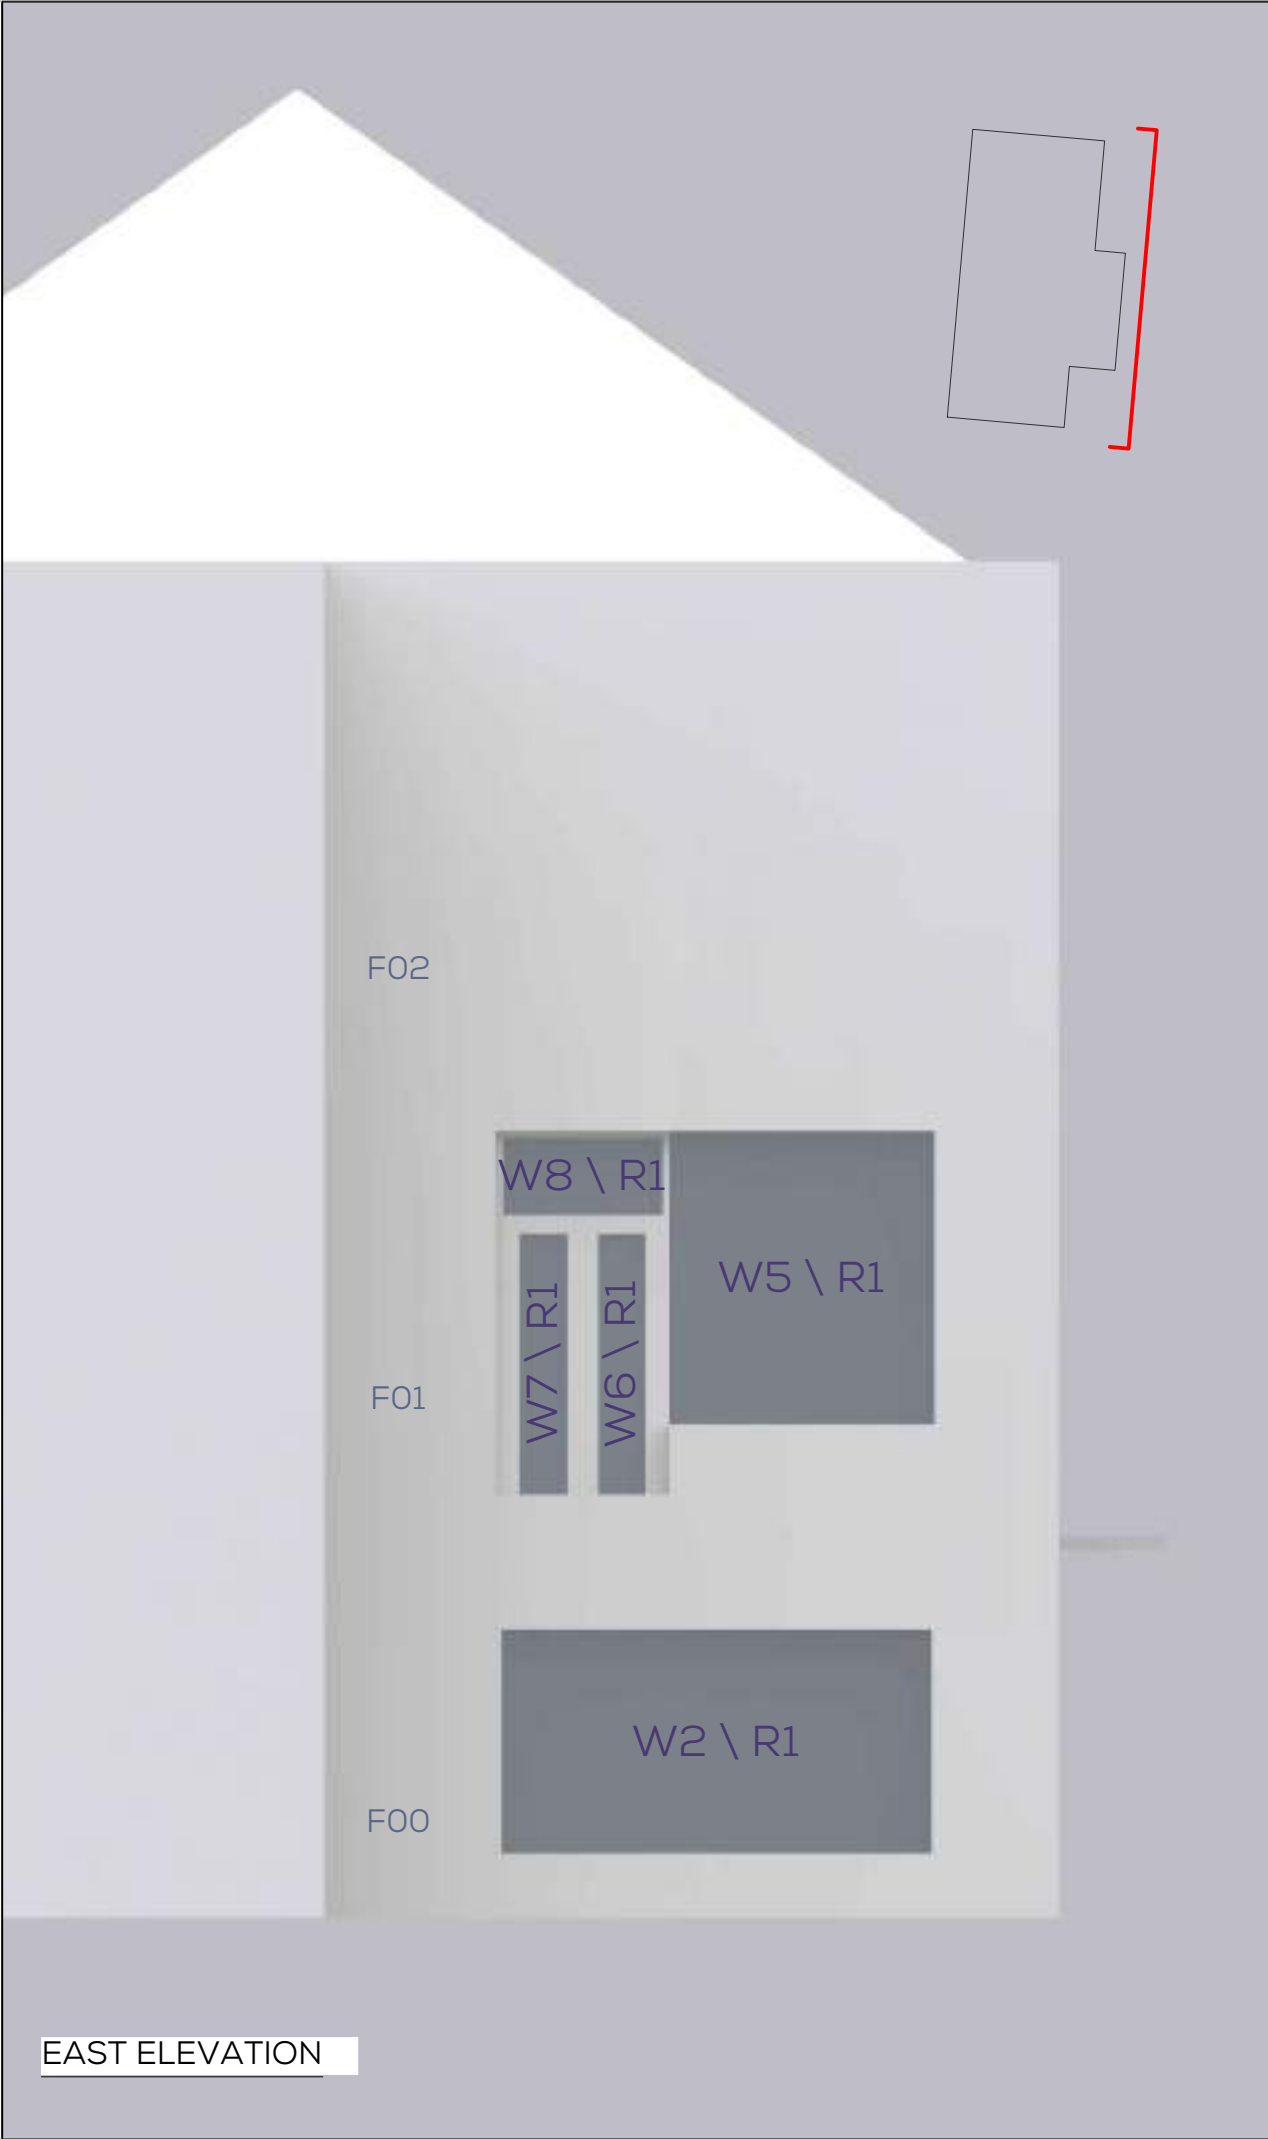 F02
W8 \ R1
W5 \ R1
W7 \ R1
W6 \ R1
F01
W2 \ R1
F00
EAST ELEVATION